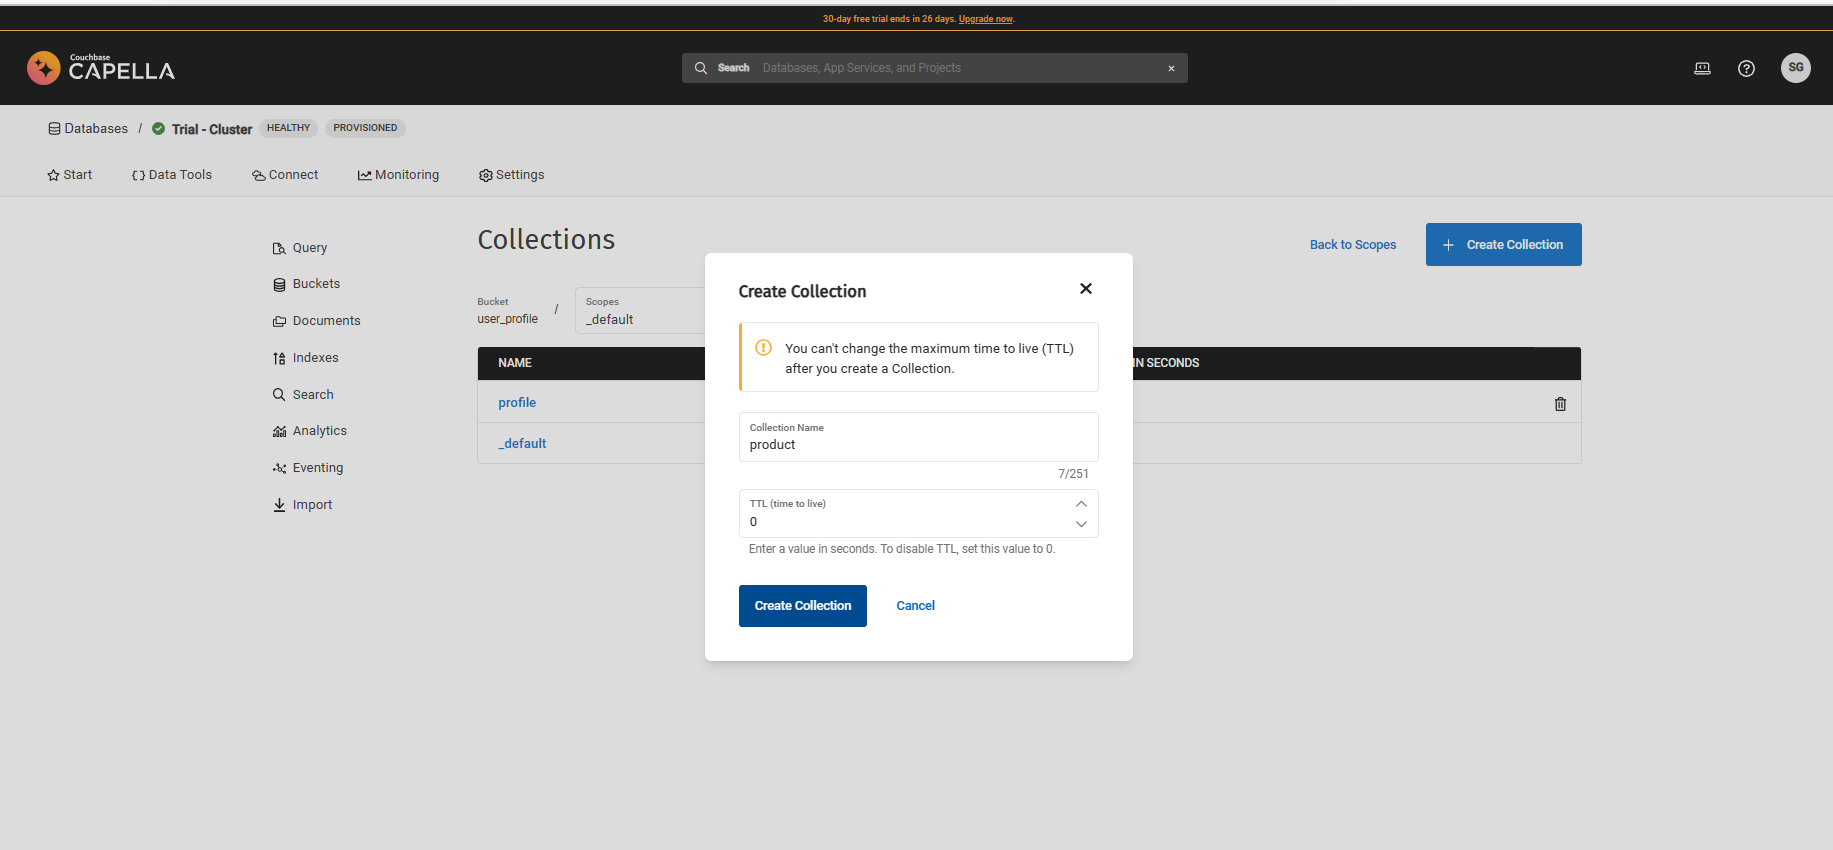 30-day free trial ends in 26 days. Upgrade now.
Couchbase
CAPELLA
Search Databases, App Services, and Projects
SG
Databases / Trial - Cluster HEALTHY PROVISIONED
Start Data Tools Connect Monitoring Settings
Query
Buckets
Documents
Indexes
Search
Analytics
Eventing
Import
Collections
Back to Scopes
+ Create Collection
Bucket
user_profile
/
Scopes
_default
NAME
IN SECONDS
profile
_default
Create Collection
You can't change the maximum time to live (TTL)
after you create a Collection.
Collection Name
product
7/251
TTL (time to live)
0
Enter a value in seconds. To disable TTL, set this value to 0.
Create Collection
Cancel